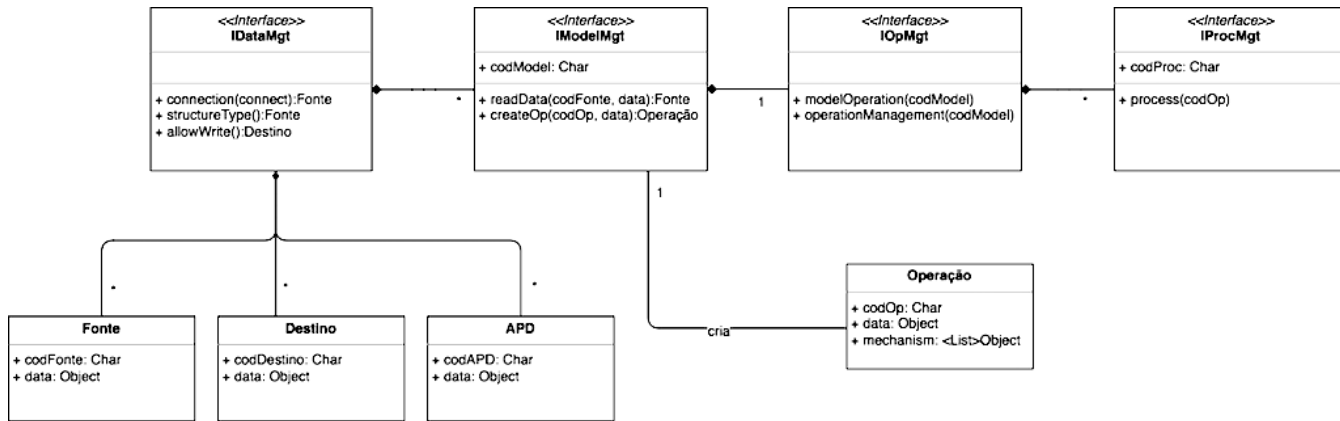 <<Interface>>
IDataMgt
+ connection(connect):Fonte
+ structureType():Fonte
+ allowWrite():Destino
<<Interface>>
IModelMgt
+ codModel: Char
+ readData(codFonte, data):Fonte
+ createOp(codOp, data):Operação
<<Interface>>
IOpMgt
+ modelOperation(codModel)
+ operationManagement(codModel)
<<Interface>>
IProcMgt
+ codProc: Char
+ process(codOp)
*
1
*
1
cria
*
*
*
Fonte
+ codFonte: Char
+ data: Object
Destino
+ codDestino: Char
+ data: Object
APD
+ codAPD: Char
+ data: Object
Operação
+ codOp: Char
+ data: Object
+ mechanism: <List>Object